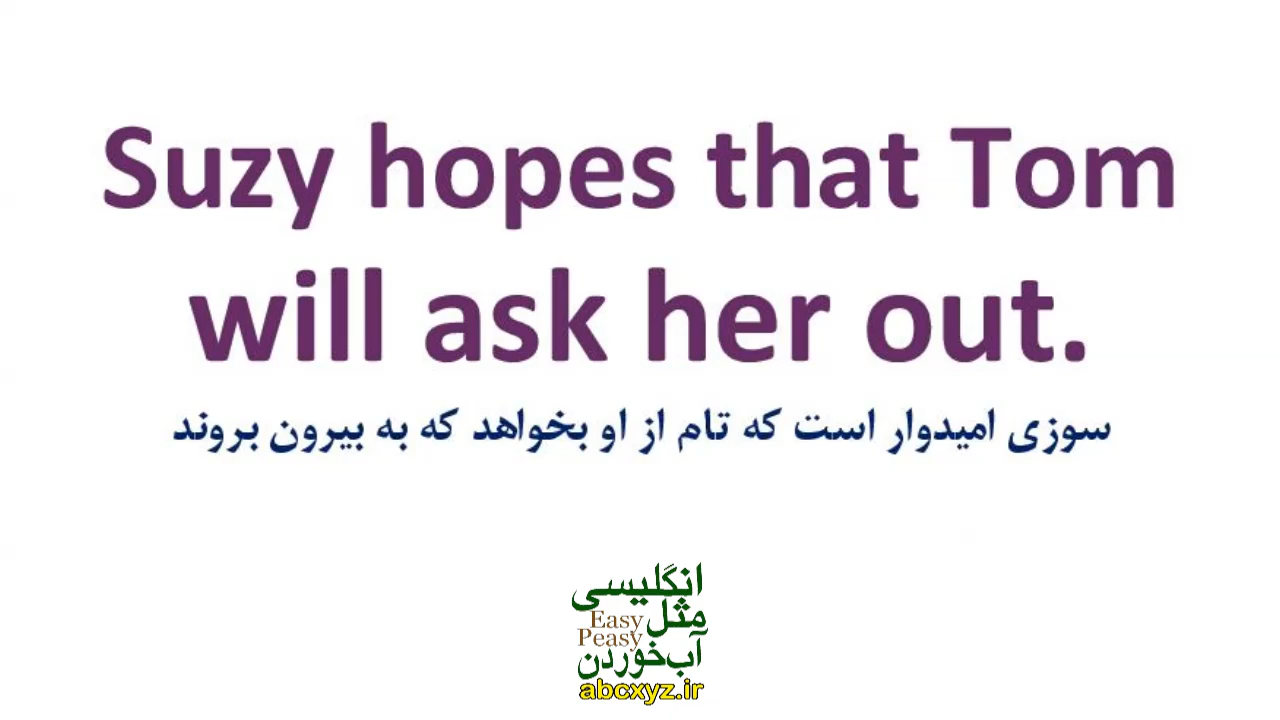 Suzy hopes that Tom
will ask her out.
سوزی امیدوار است که تام از او بخواهد که به بیرون بروند
انگلیسی
مثل
Easy
Peasy
آب‌خوردن
abcxyz.ir